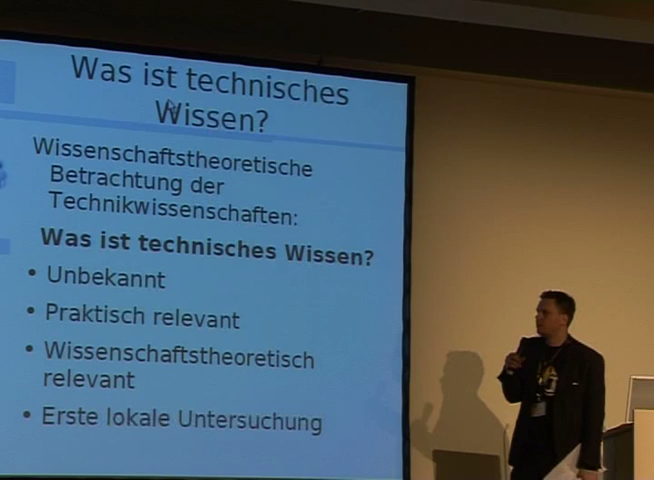 Was ist technisches
Wissen?
Wissenschaftstheoretische
Betrachtung der
Technikwissenschaften:
Was ist technisches Wissen?
• Unbekannt
• Praktisch relevant
• Wissenschaftstheoretisch
relevant
• Erste lokale Untersuchung